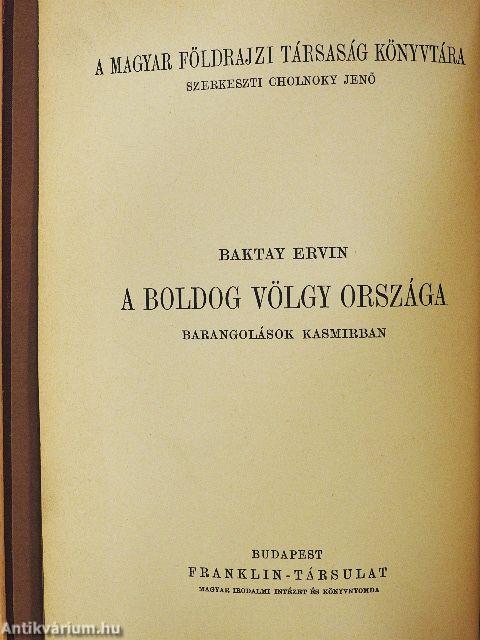 A MAGYAR FÖLDRAJZI TÁRSASÁG KÖNYVTÁRA
SZERKESZTI CHOLNOKY JENŐ
BAKTAY ERVIN
A BOLDOG VÖLGY ORSZÁGA
BARANGOLÁSOK KASMIRBAN
BUDAPEST
FRANKLIN-TÁRSULAT
MAGYAR IRODALMI INTÉZET ÉS KÖNYVNYOMDA
Antikvárium.hu